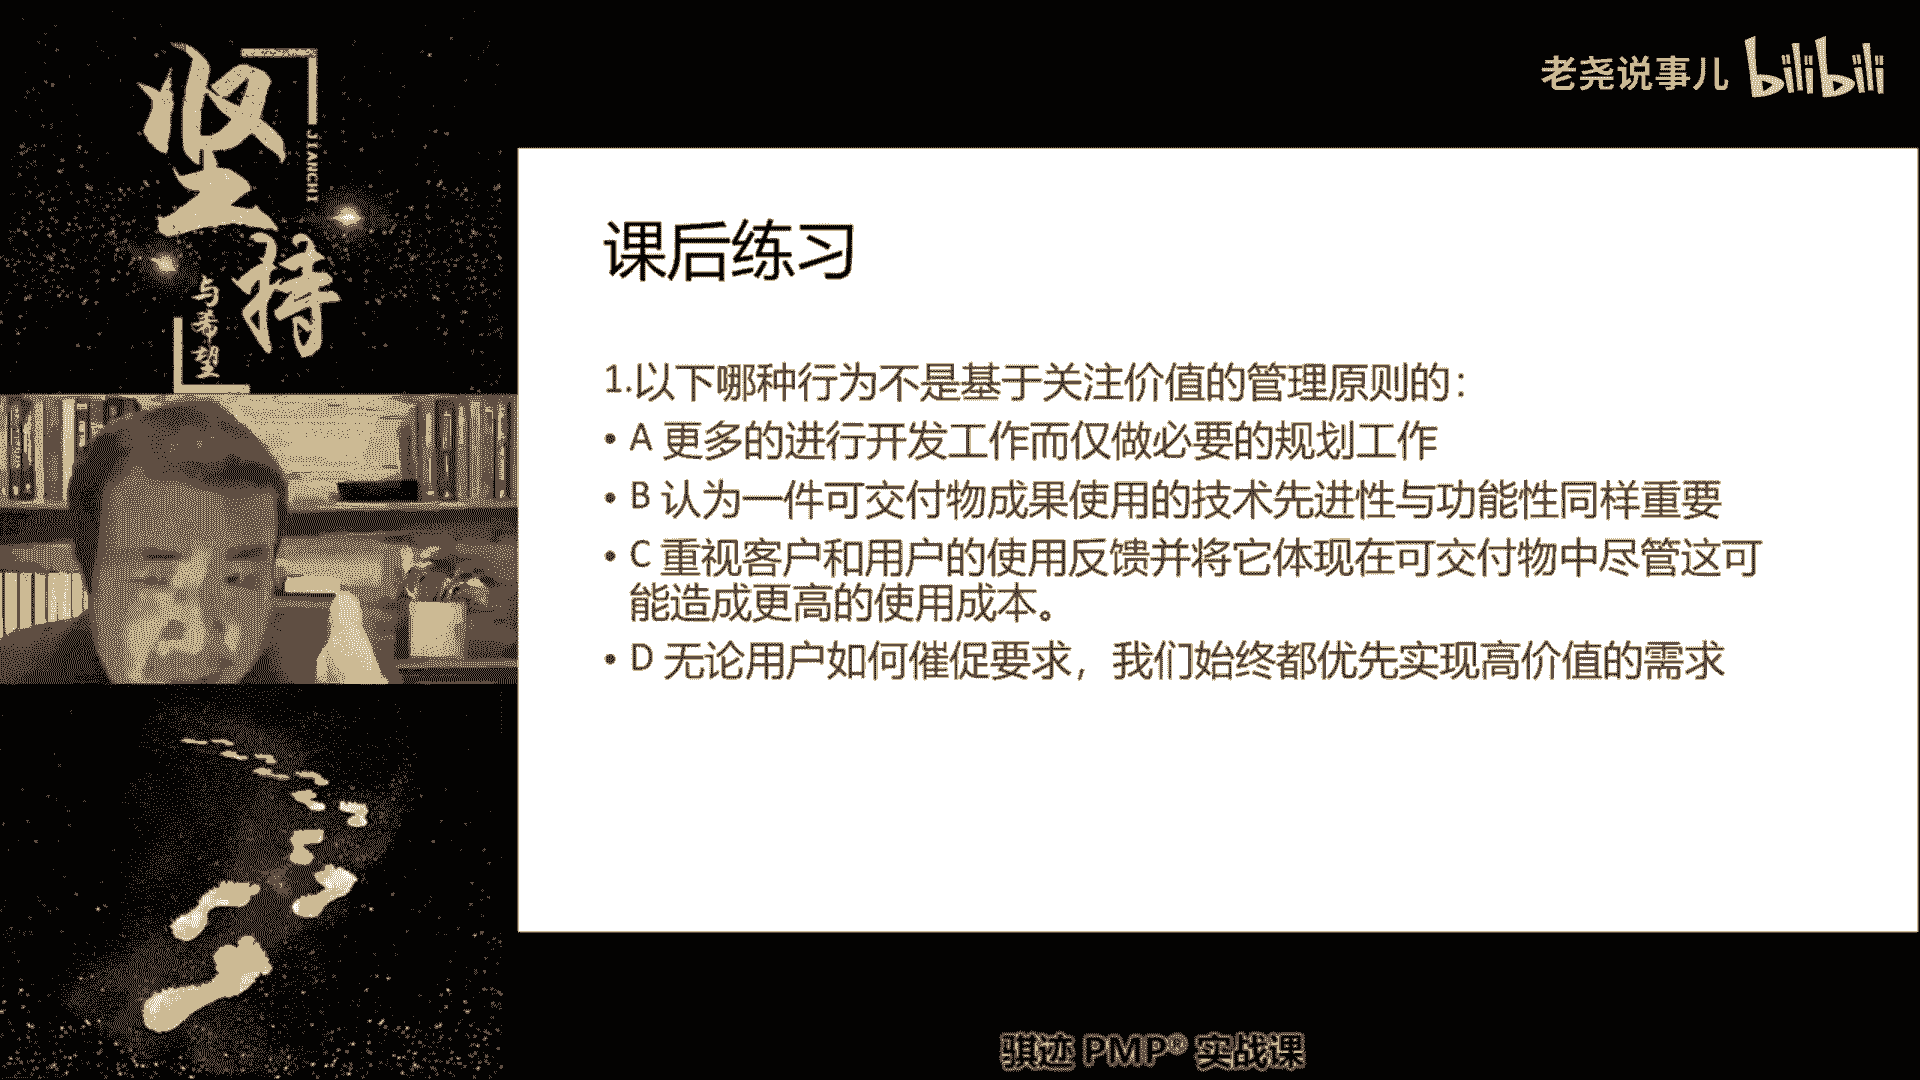 坚持
JIANCHI
与希望
老尧说事儿 bilibili
课后练习
1.以下哪种行为不是基于关注价值的管理原则的：
• A 更多的进行开发工作而仅做必要的规划工作
• B 认为一件可交付物成果使用的技术先进性与功能性同样重要
• C 重视客户和用户的使用反馈并将它体现在可交付物中尽管这可
能造成更高的使用成本。
• D 无论用户如何催促要求，我们始终都优先实现高价值的需求
骐迹 PMP® 实战课